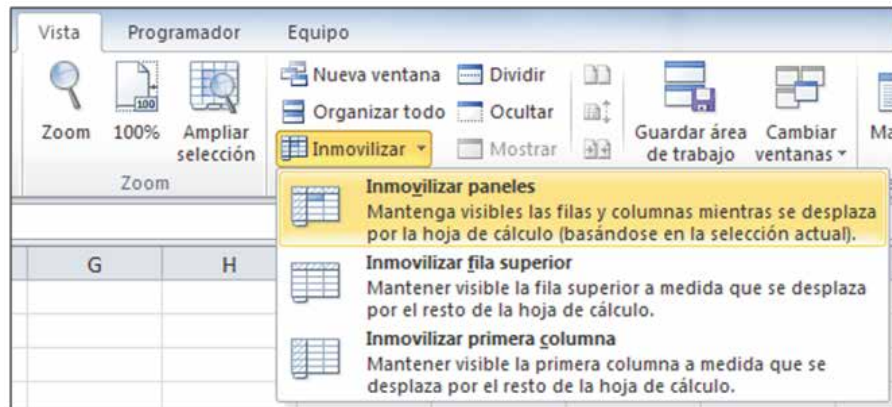 Vista Programador Equipo
Nueva ventana Dividir
Organizar todo Ocultar
Inmovilizar Mostrar
Zoom 100% Ampliar selección
100
Guardar área de trabajo
Cambiar ventanas
Ma
Zoom
Inmovilizar paneles
Mantenga visibles las filas y columnas mientras se desplaza
por la hoja de cálculo (basándose en la selección actual).
G H
Inmovilizar fila superior
Mantener visible la fila superior a medida que se desplaza
por el resto de la hoja de cálculo.
Inmovilizar primera columna
Mantener visible la primera columna a medida que se
desplaza por el resto de la hoja de cálculo.